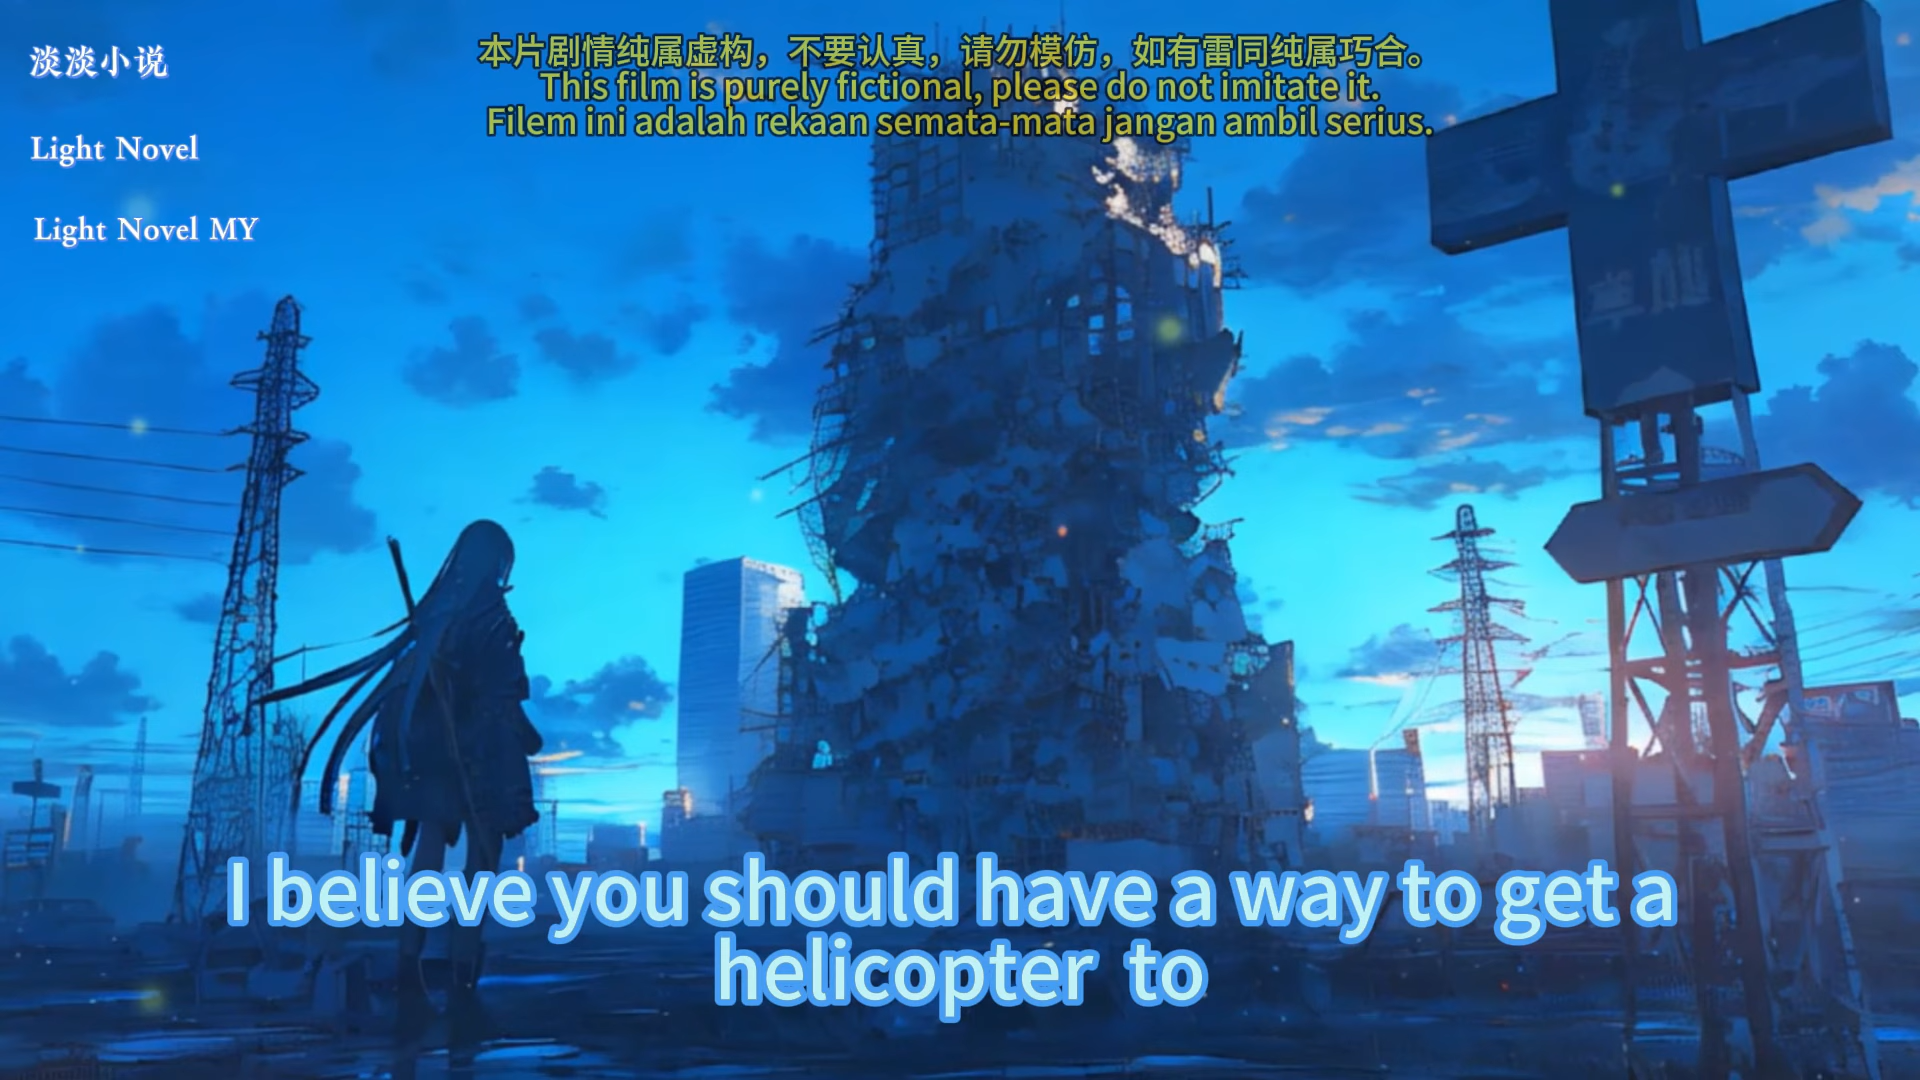 淡淡小说
Light Novel
Light Novel MY
本片剧情纯属虚构，不要认真，请勿模仿，如有雷同纯属巧合。
This film is purely fictional, please do not imitate it.
Filem ini adalah rekaan semata-mata jangan ambil serius.
I believe you should have a way to get a
helicopter to